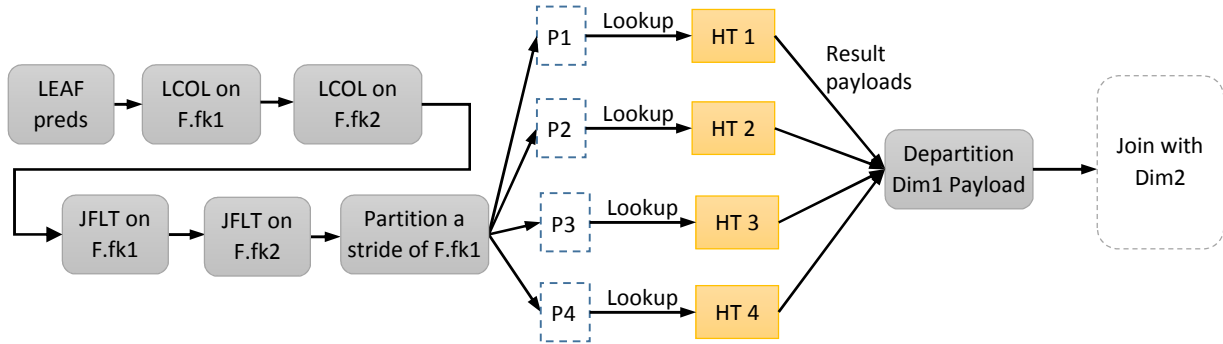 LEAF
preds
LCOL on
F.fk1
LCOL on
F.fk2
JFLT on
F.fk1
JFLT on
F.fk2
Partition a
stride of F.fk1
P1
Lookup
HT 1
P2
Lookup
HT 2
P3
Lookup
HT 3
P4
Lookup
HT 4
Result
payloads
Departition
Dim1 Payload
Join with
Dim2